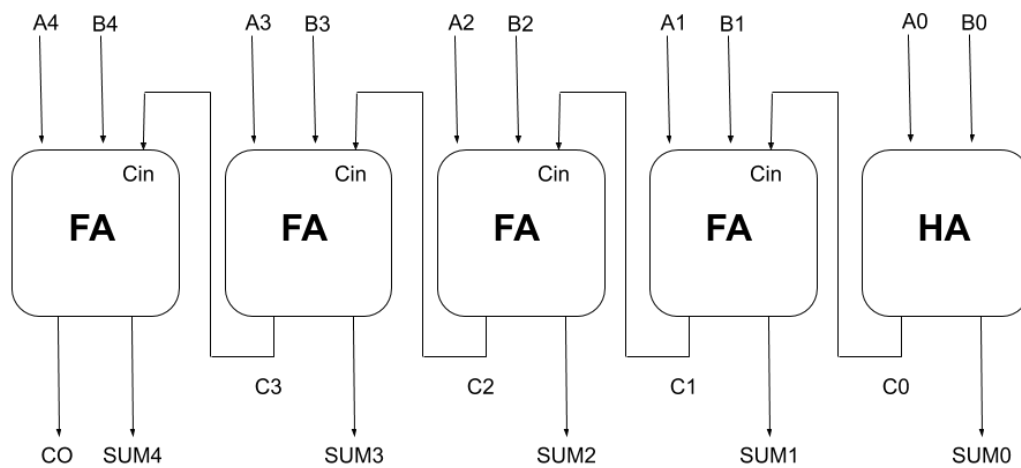 A4 B4 A3 B3 A2 B2 A1 B1 A0 B0
Cin Cin Cin Cin
FA FA FA FA HA
C3 C2 C1 C0
CO SUM4 SUM3 SUM2 SUM1 SUM0